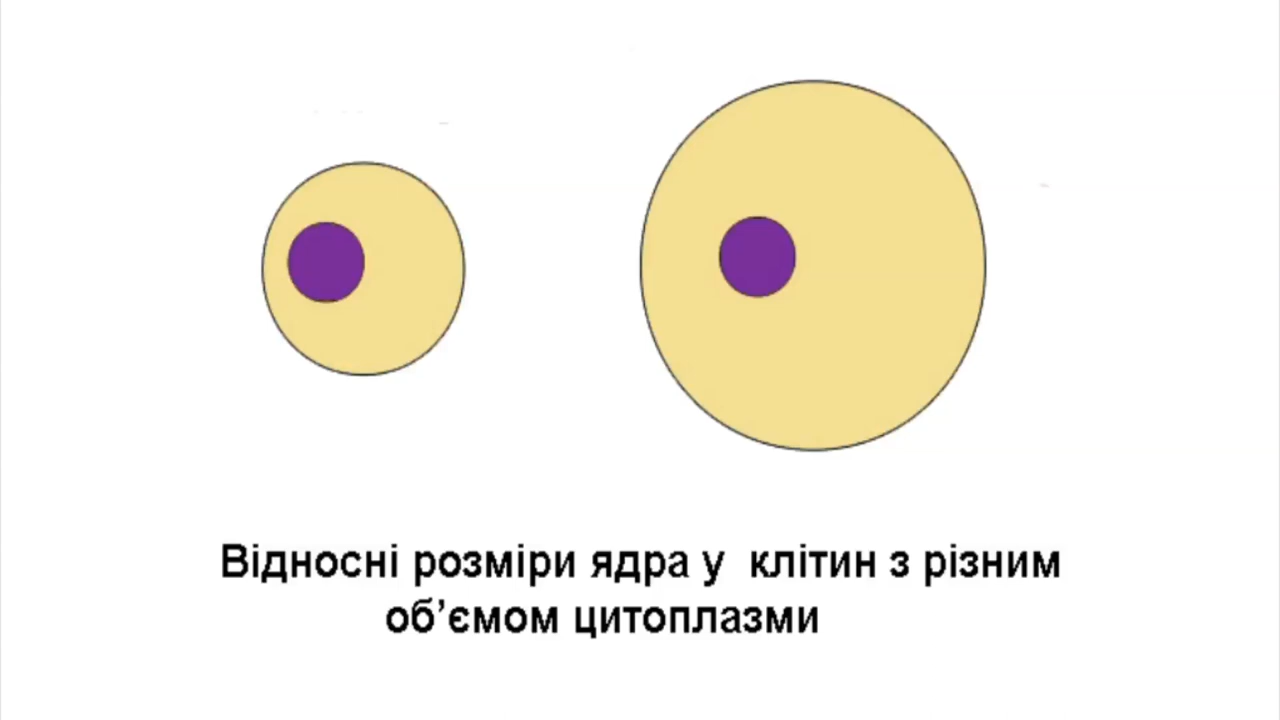 Відносні розміри ядра у клітин з різним
об’ємом цитоплазми